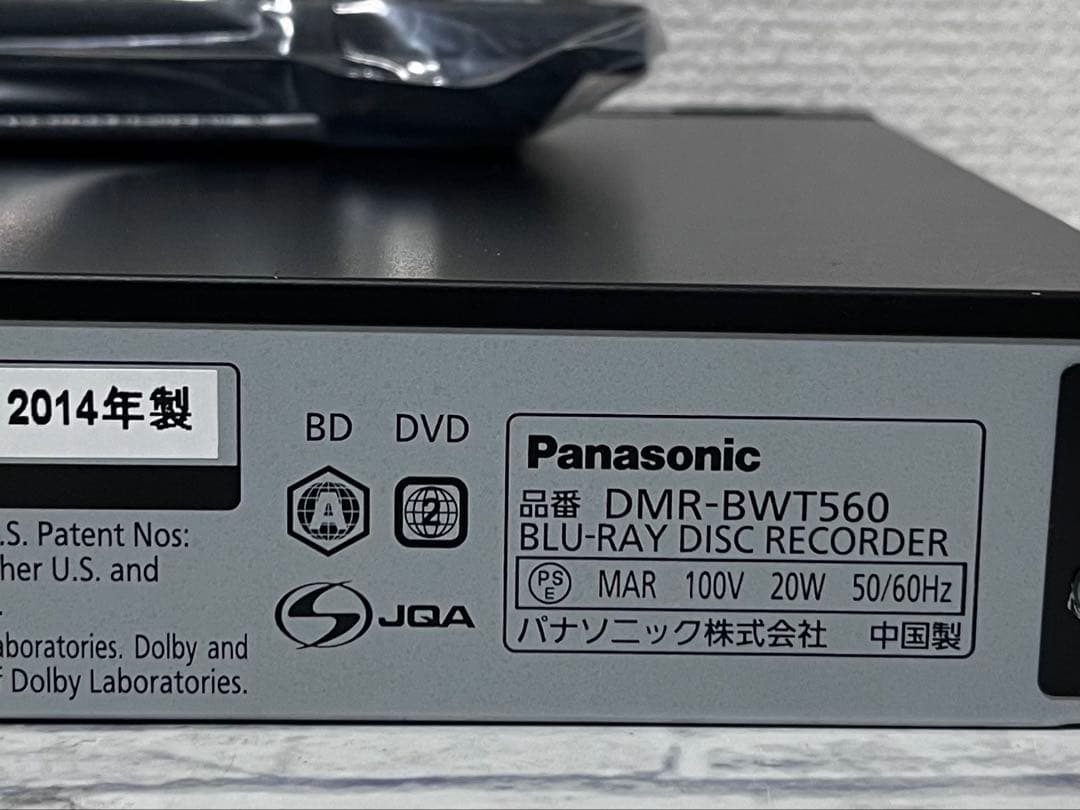 2014年製
.S. Patent Nos:
her U.S. and
aboratories. Dolby and
f Dolby Laboratories.
BD DVD
A 2
JQA
Panasonic
品番 DMR-BWT560
BLU-RAY DISC RECORDER
PSE MAR 100V 20W 50/60Hz
パナソニック株式会社 中国製